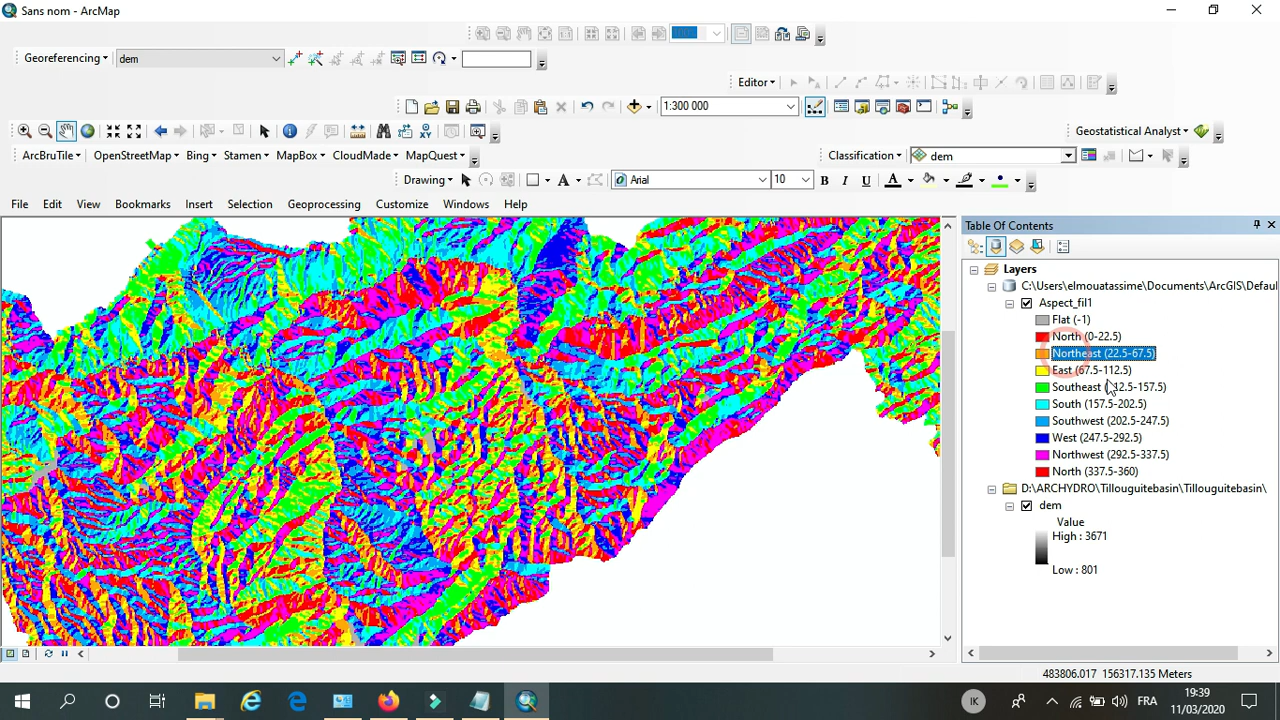 Sans nom - ArcMap
Georeferencing dem
Editor
1:300 000
Geostatistical Analyst
ArcBruTile OpenStreetMap Bing Stamen MapBox CloudMade MapQuest
Classification dem
Drawing A Arial 10 B I U A
File Edit View Bookmarks Insert Selection Geoprocessing Customize Windows Help
Table Of Contents
Layers
C:\Users\elmouatassime\Documents\ArcGIS\Defaul
Aspect_fil1
Flat (-1)
North (0-22.5)
Northeast (22.5-67.5)
East (67.5-112.5)
Southeast (112.5-157.5)
South (157.5-202.5)
Southwest (202.5-247.5)
West (247.5-292.5)
Northwest (292.5-337.5)
North (337.5-360)
D:\ARCHYDRO\Tillouguitebasin\Tillouguitebasin\
dem
Value
High : 3671
Low : 801
483806.017 156317.135 Meters
IK
FRA
19:39
11/03/2020